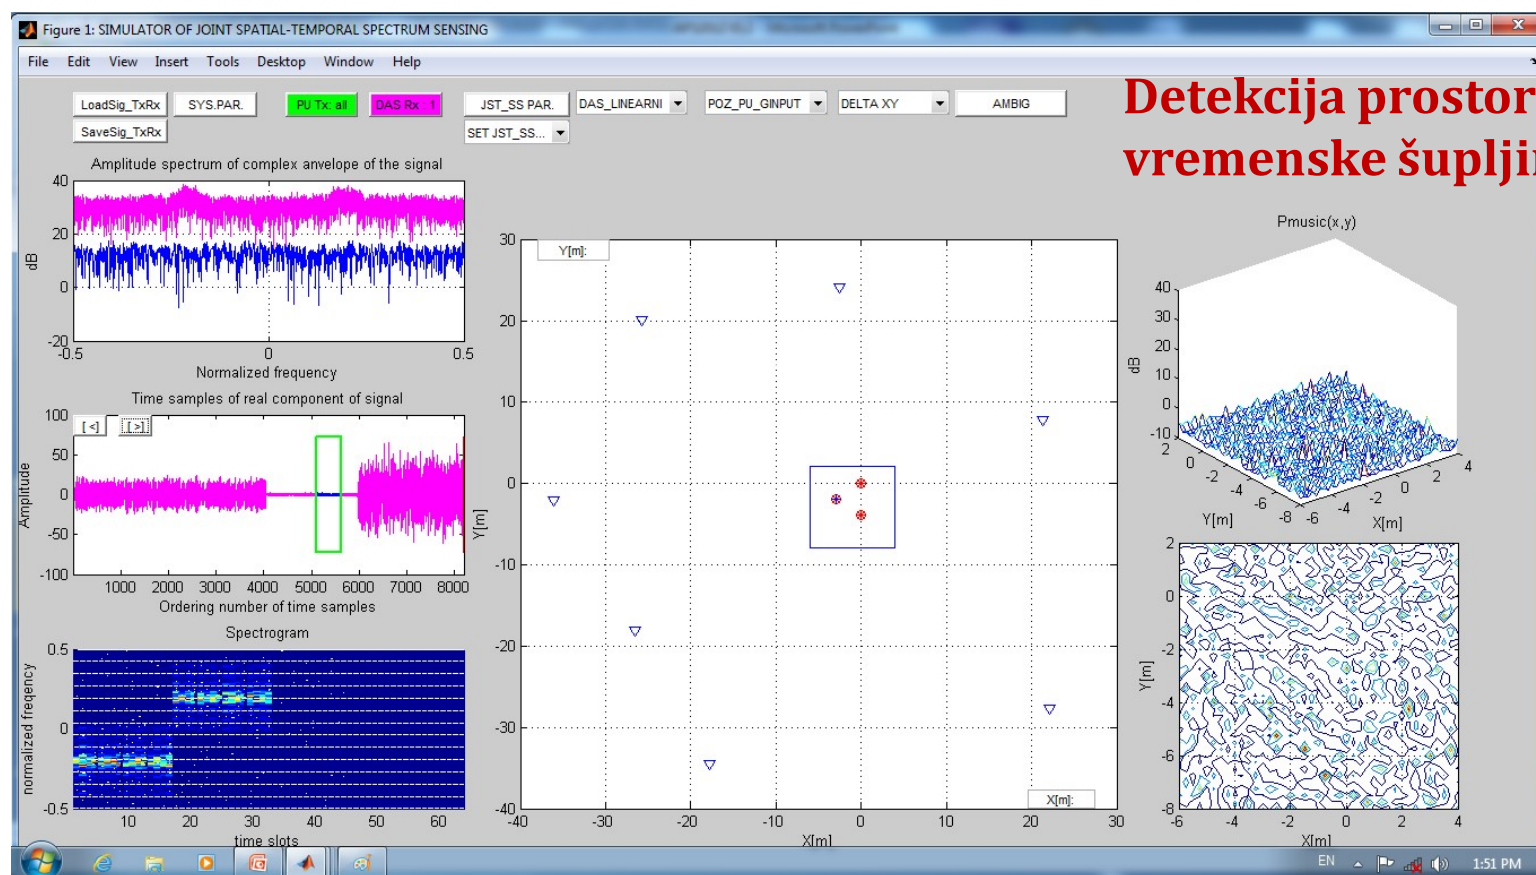 Figure 1: SIMULATOR OF JOINT SPATIAL-TEMPORAL SPECTRUM SENSING
File Edit View Insert Tools Desktop Window Help
LoadSig_TxRx SYS.PAR. PU Tx: all DAS Rx : 1 JST_SS PAR. DAS_LINEARNI POZ_PU_GINPUT DELTA XY AMBIG
SaveSig_TxRx SET JST_SS...
Detekcija prostor
vremenske šupljin
Amplitude spectrum of complex anvelope of the signal
40
20
0
-20
dB
-0.5 0 0.5
Normalized frequency
Time samples of real component of signal
[ <] [ >]
100
50
0
-50
-100
Amplitude
1000 2000 3000 4000 5000 6000 7000 8000
Ordering number of time samples
Spectrogram
0.5
0
-0.5
normalized freqency
10 20 30 40 50 60
time slots
Y[m]:
30
20
10
0
-10
-20
-30
-40
Y[m]
X[m]:
-40 -30 -20 -10 0 10 20 30
X[m]
Pmusic(x,y)
40
30
20
10
0
-10
dB
2 0 -2 -4 -6 -8
Y[m]
-6 -4 -2 0 2 4
X[m]
2
0
-2
-4
-6
-8
Y[m]
-6 -4 -2 0 2 4
X[m]
EN 1:51 PM